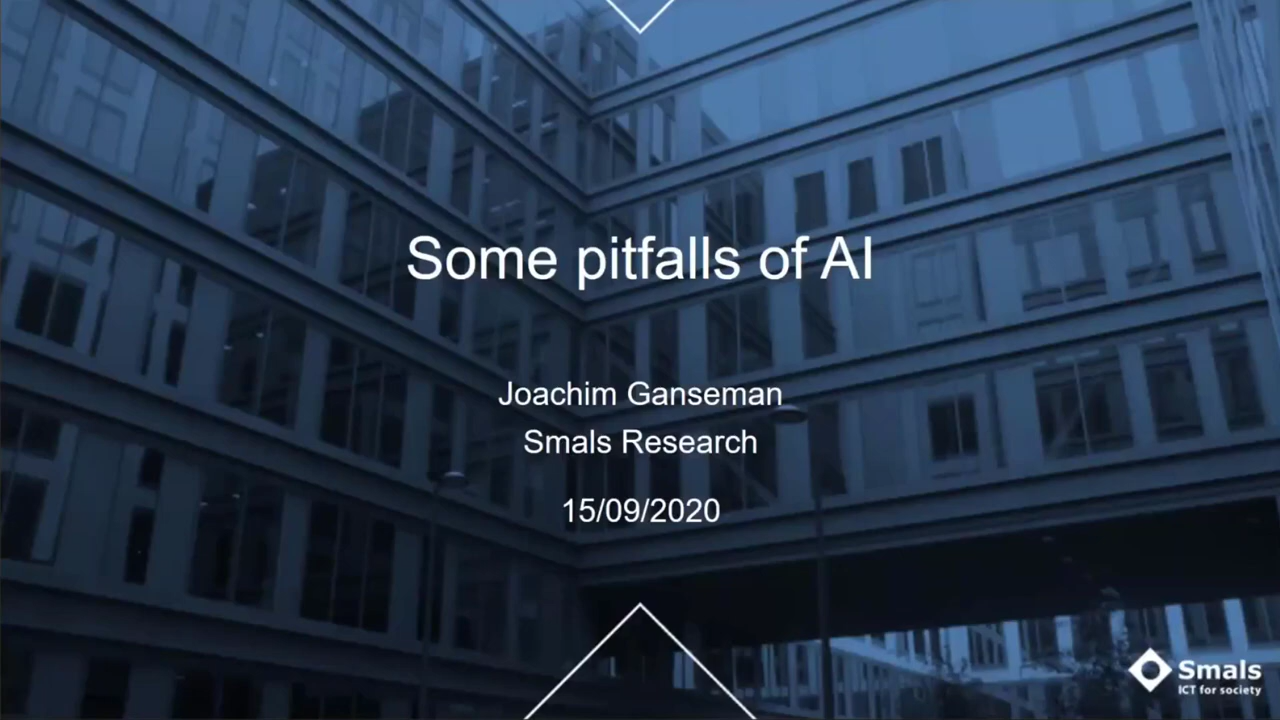 Some pitfalls of AI
Joachim Ganseman
Smals Research
15/09/2020
Smals
ICT for society